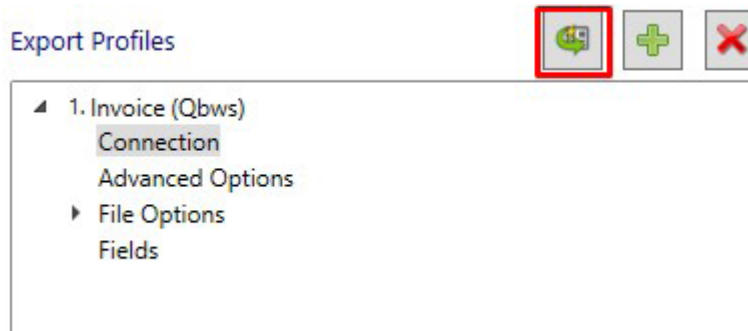 Export Profiles
1. Invoice (Qbws)
Connection
Advanced Options
File Options
Fields